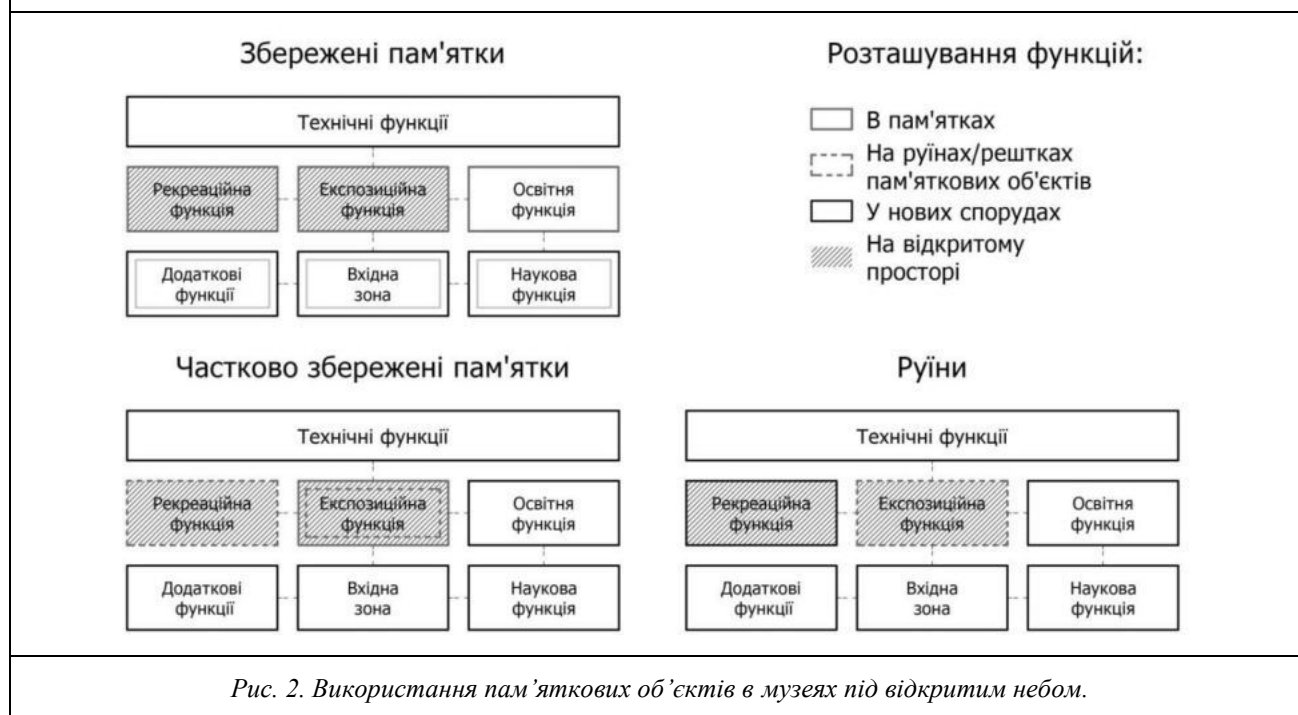 Збережені пам'ятки
Технічні функції
Рекреаційна
функція
Експозиційна
функція
Освітня
функція
Додаткові
функції
Вхідна
зона
Наукова
функція
Розташування функцій:
В пам'ятках
На руїнах/рештках
пам'яткових об'єктів
У нових спорудах
На відкритому
просторі
Частково збережені пам'ятки
Технічні функції
Рекреаційна
функція
Експозиційна
функція
Освітня
функція
Додаткові
функції
Вхідна
зона
Наукова
функція
Руїни
Технічні функції
Рекреаційна
функція
Експозиційна
функція
Освітня
функція
Додаткові
функції
Вхідна
зона
Наукова
функція
Рис. 2. Використання пам’яткових об’єктів в музеях під відкритим небом.